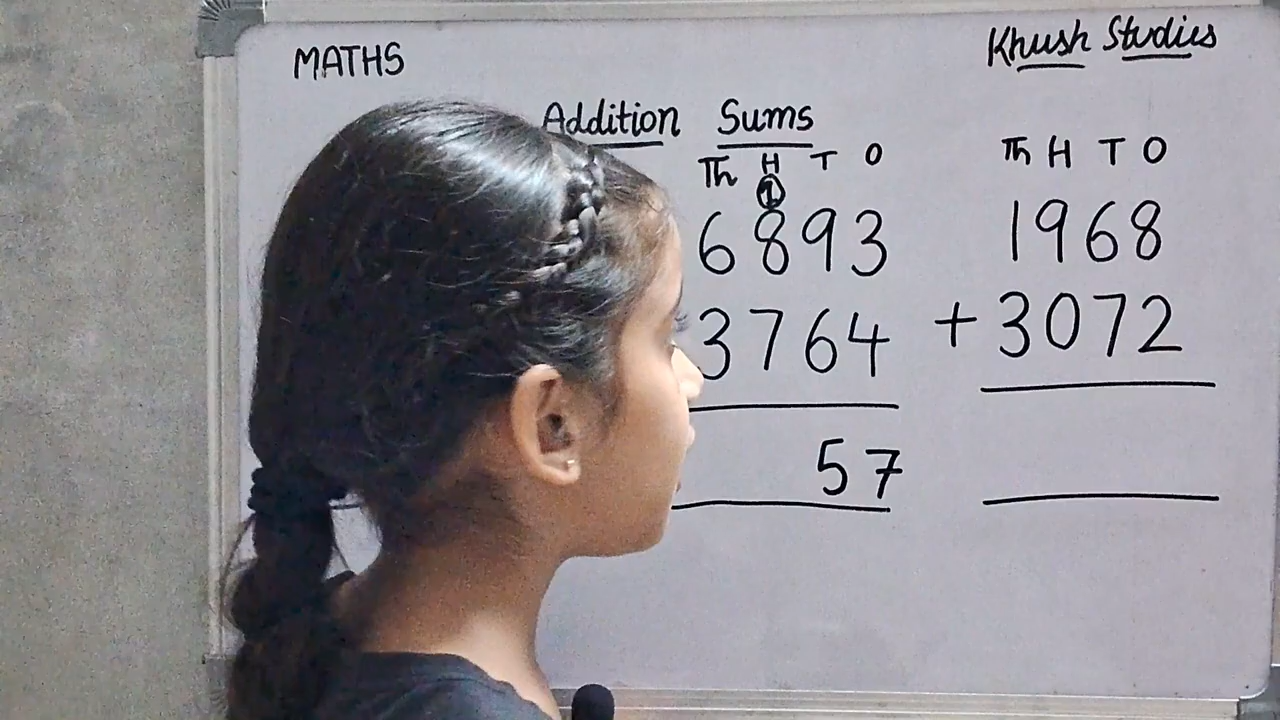 MATHS
Khush Studies
Addition Sums
Th H T O
1
6893
3764
57
Th H T O
1968
+3072